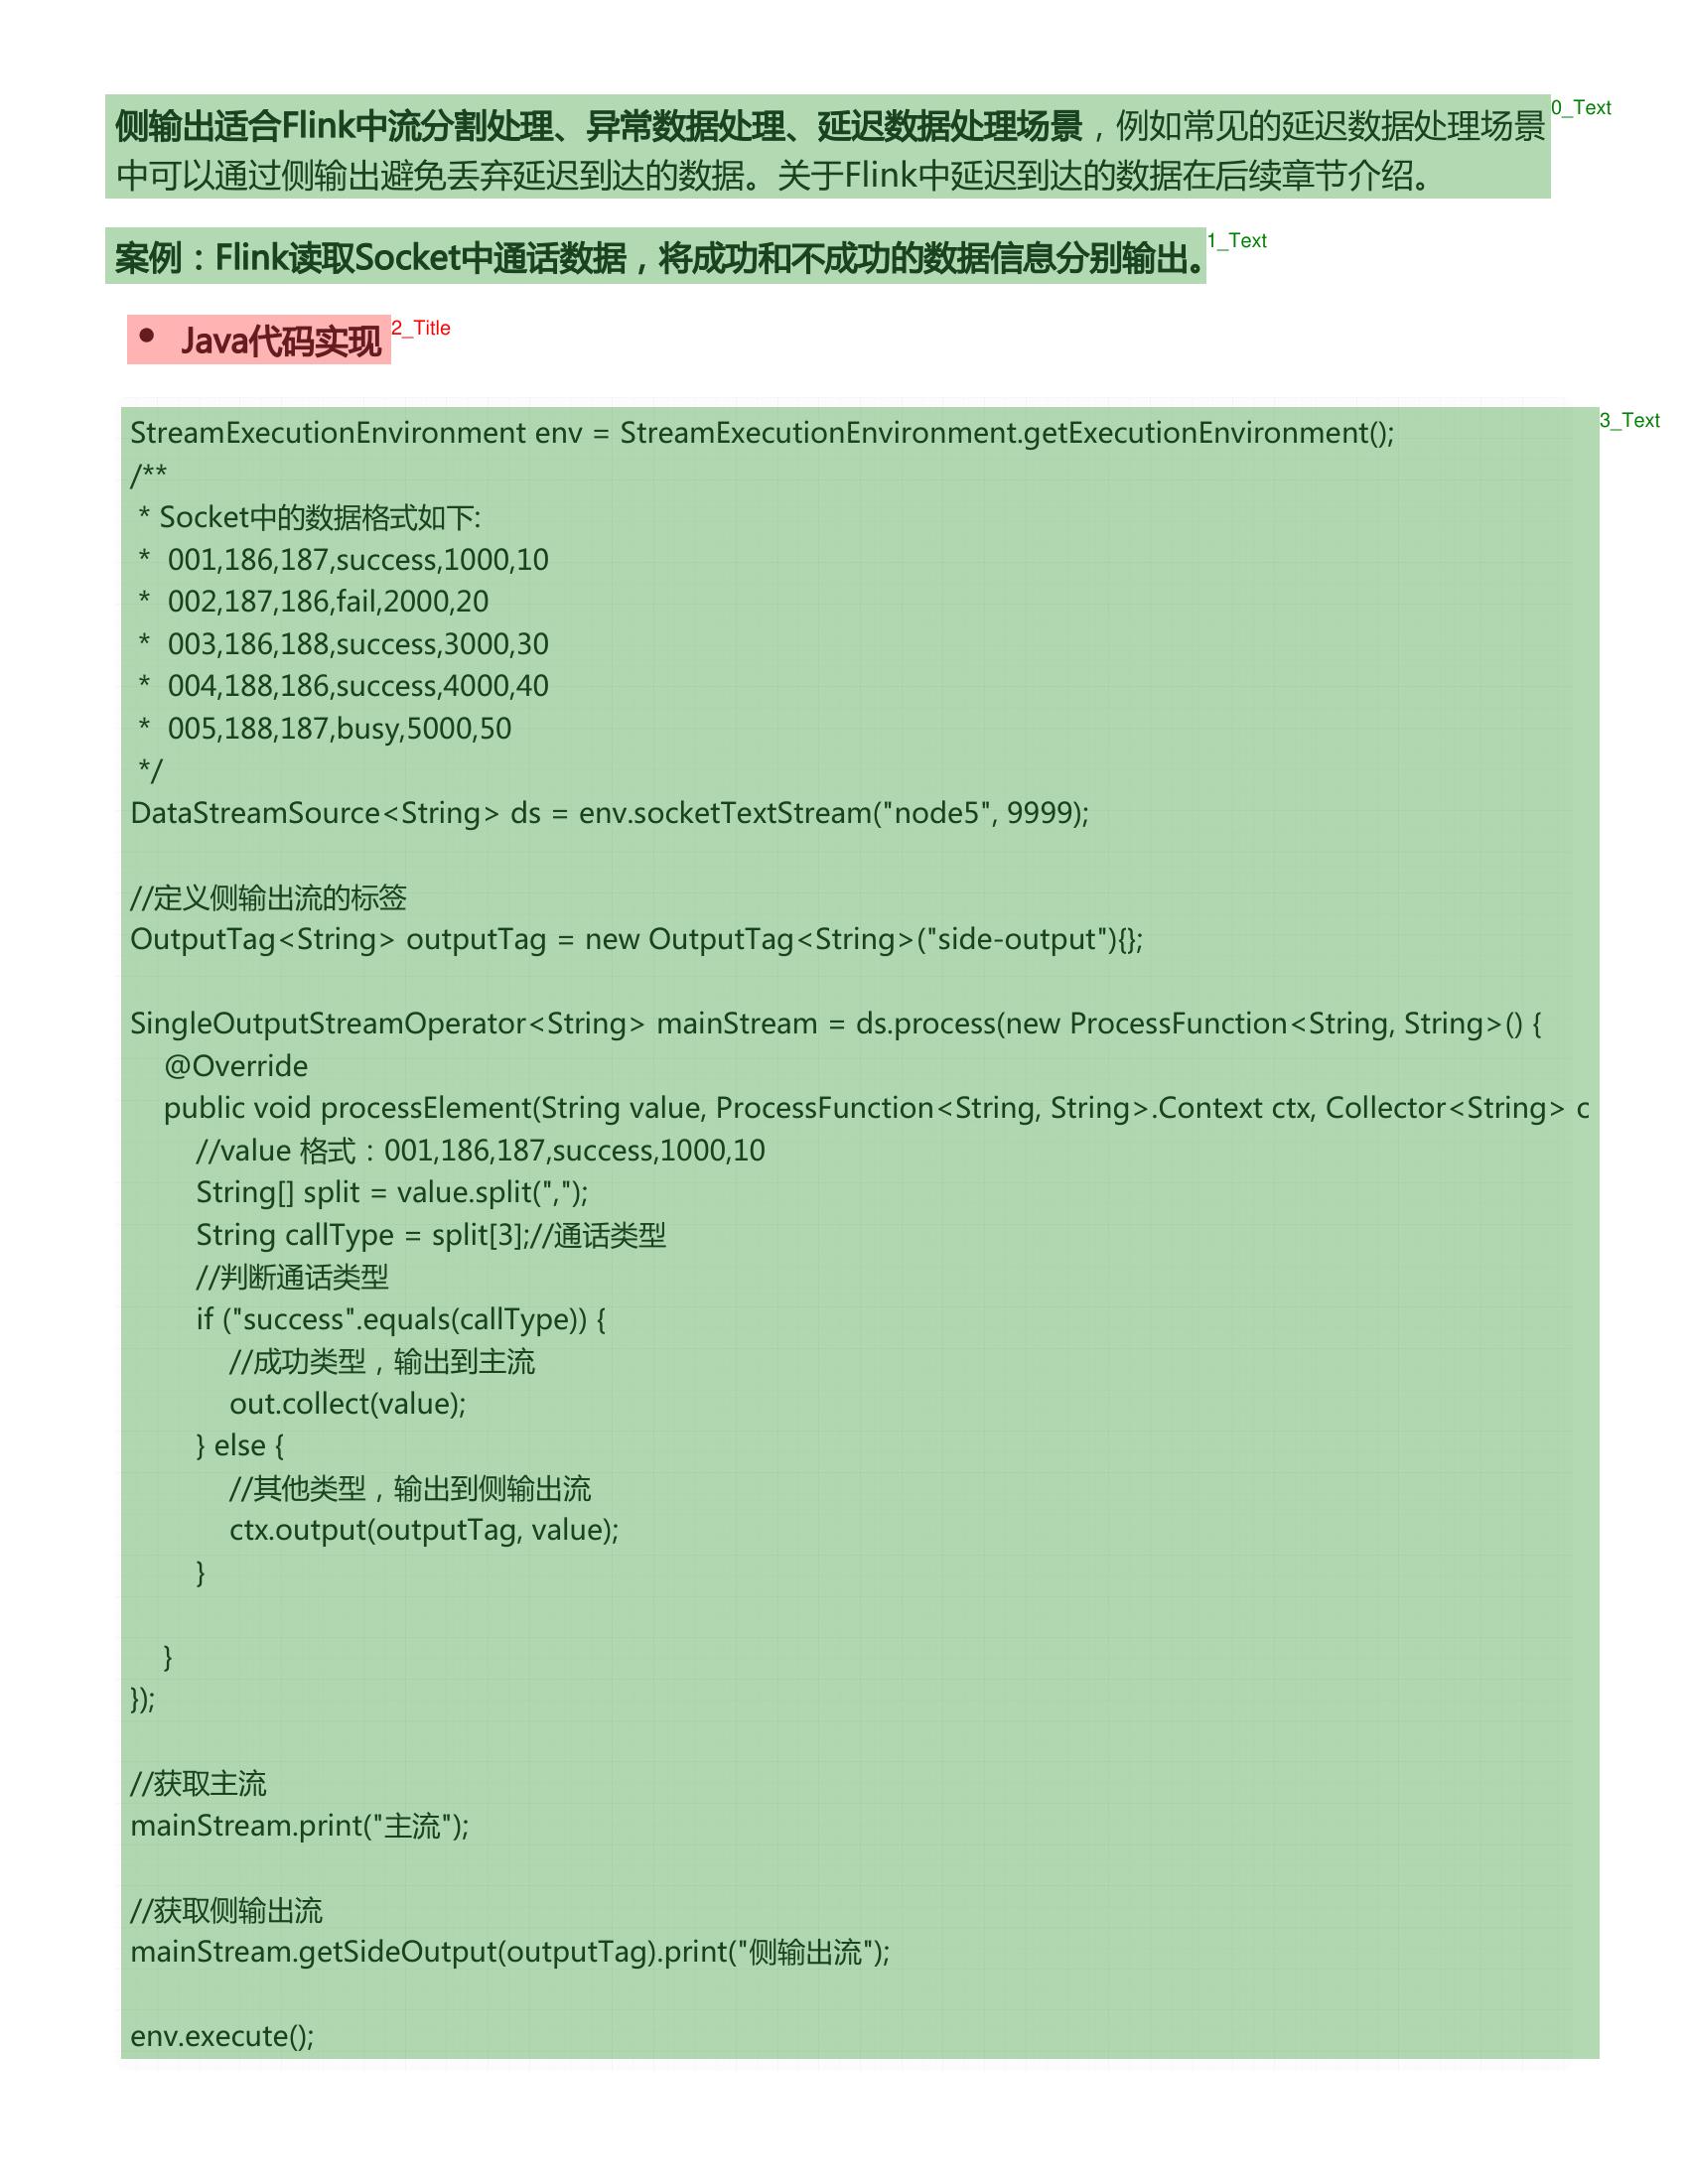 侧输出适合Flink中流分割处理、异常数据处理、延迟数据处理场景，例如常见的延迟数据处理场景
0_Text
中可以通过侧输出避免丢弃延迟到达的数据。关于Flink中延迟到达的数据在后续章节介绍。
案例：Flink读取Socket中通话数据，将成功和不成功的数据信息分别输出。
1_Text
• Java代码实现
2_Title
3_Text
StreamExecutionEnvironment env = StreamExecutionEnvironment.getExecutionEnvironment();
/**
 * Socket中的数据格式如下:
 *  001,186,187,success,1000,10
 *  002,187,186,fail,2000,20
 *  003,186,188,success,3000,30
 *  004,188,186,success,4000,40
 *  005,188,187,busy,5000,50
 */
DataStreamSource<String> ds = env.socketTextStream("node5", 9999);
//定义侧输出流的标签
OutputTag<String> outputTag = new OutputTag<String>("side-output"){};
SingleOutputStreamOperator<String> mainStream = ds.process(new ProcessFunction<String, String>() {
    @Override
    public void processElement(String value, ProcessFunction<String, String>.Context ctx, Collector<String> c
        //value 格式：001,186,187,success,1000,10
        String[] split = value.split(",");
        String callType = split[3];//通话类型
        //判断通话类型
        if ("success".equals(callType)) {
            //成功类型，输出到主流
            out.collect(value);
        } else {
            //其他类型，输出到侧输出流
            ctx.output(outputTag, value);
        }
    }
});
//获取主流
mainStream.print("主流");
//获取侧输出流
mainStream.getSideOutput(outputTag).print("侧输出流");
env.execute();